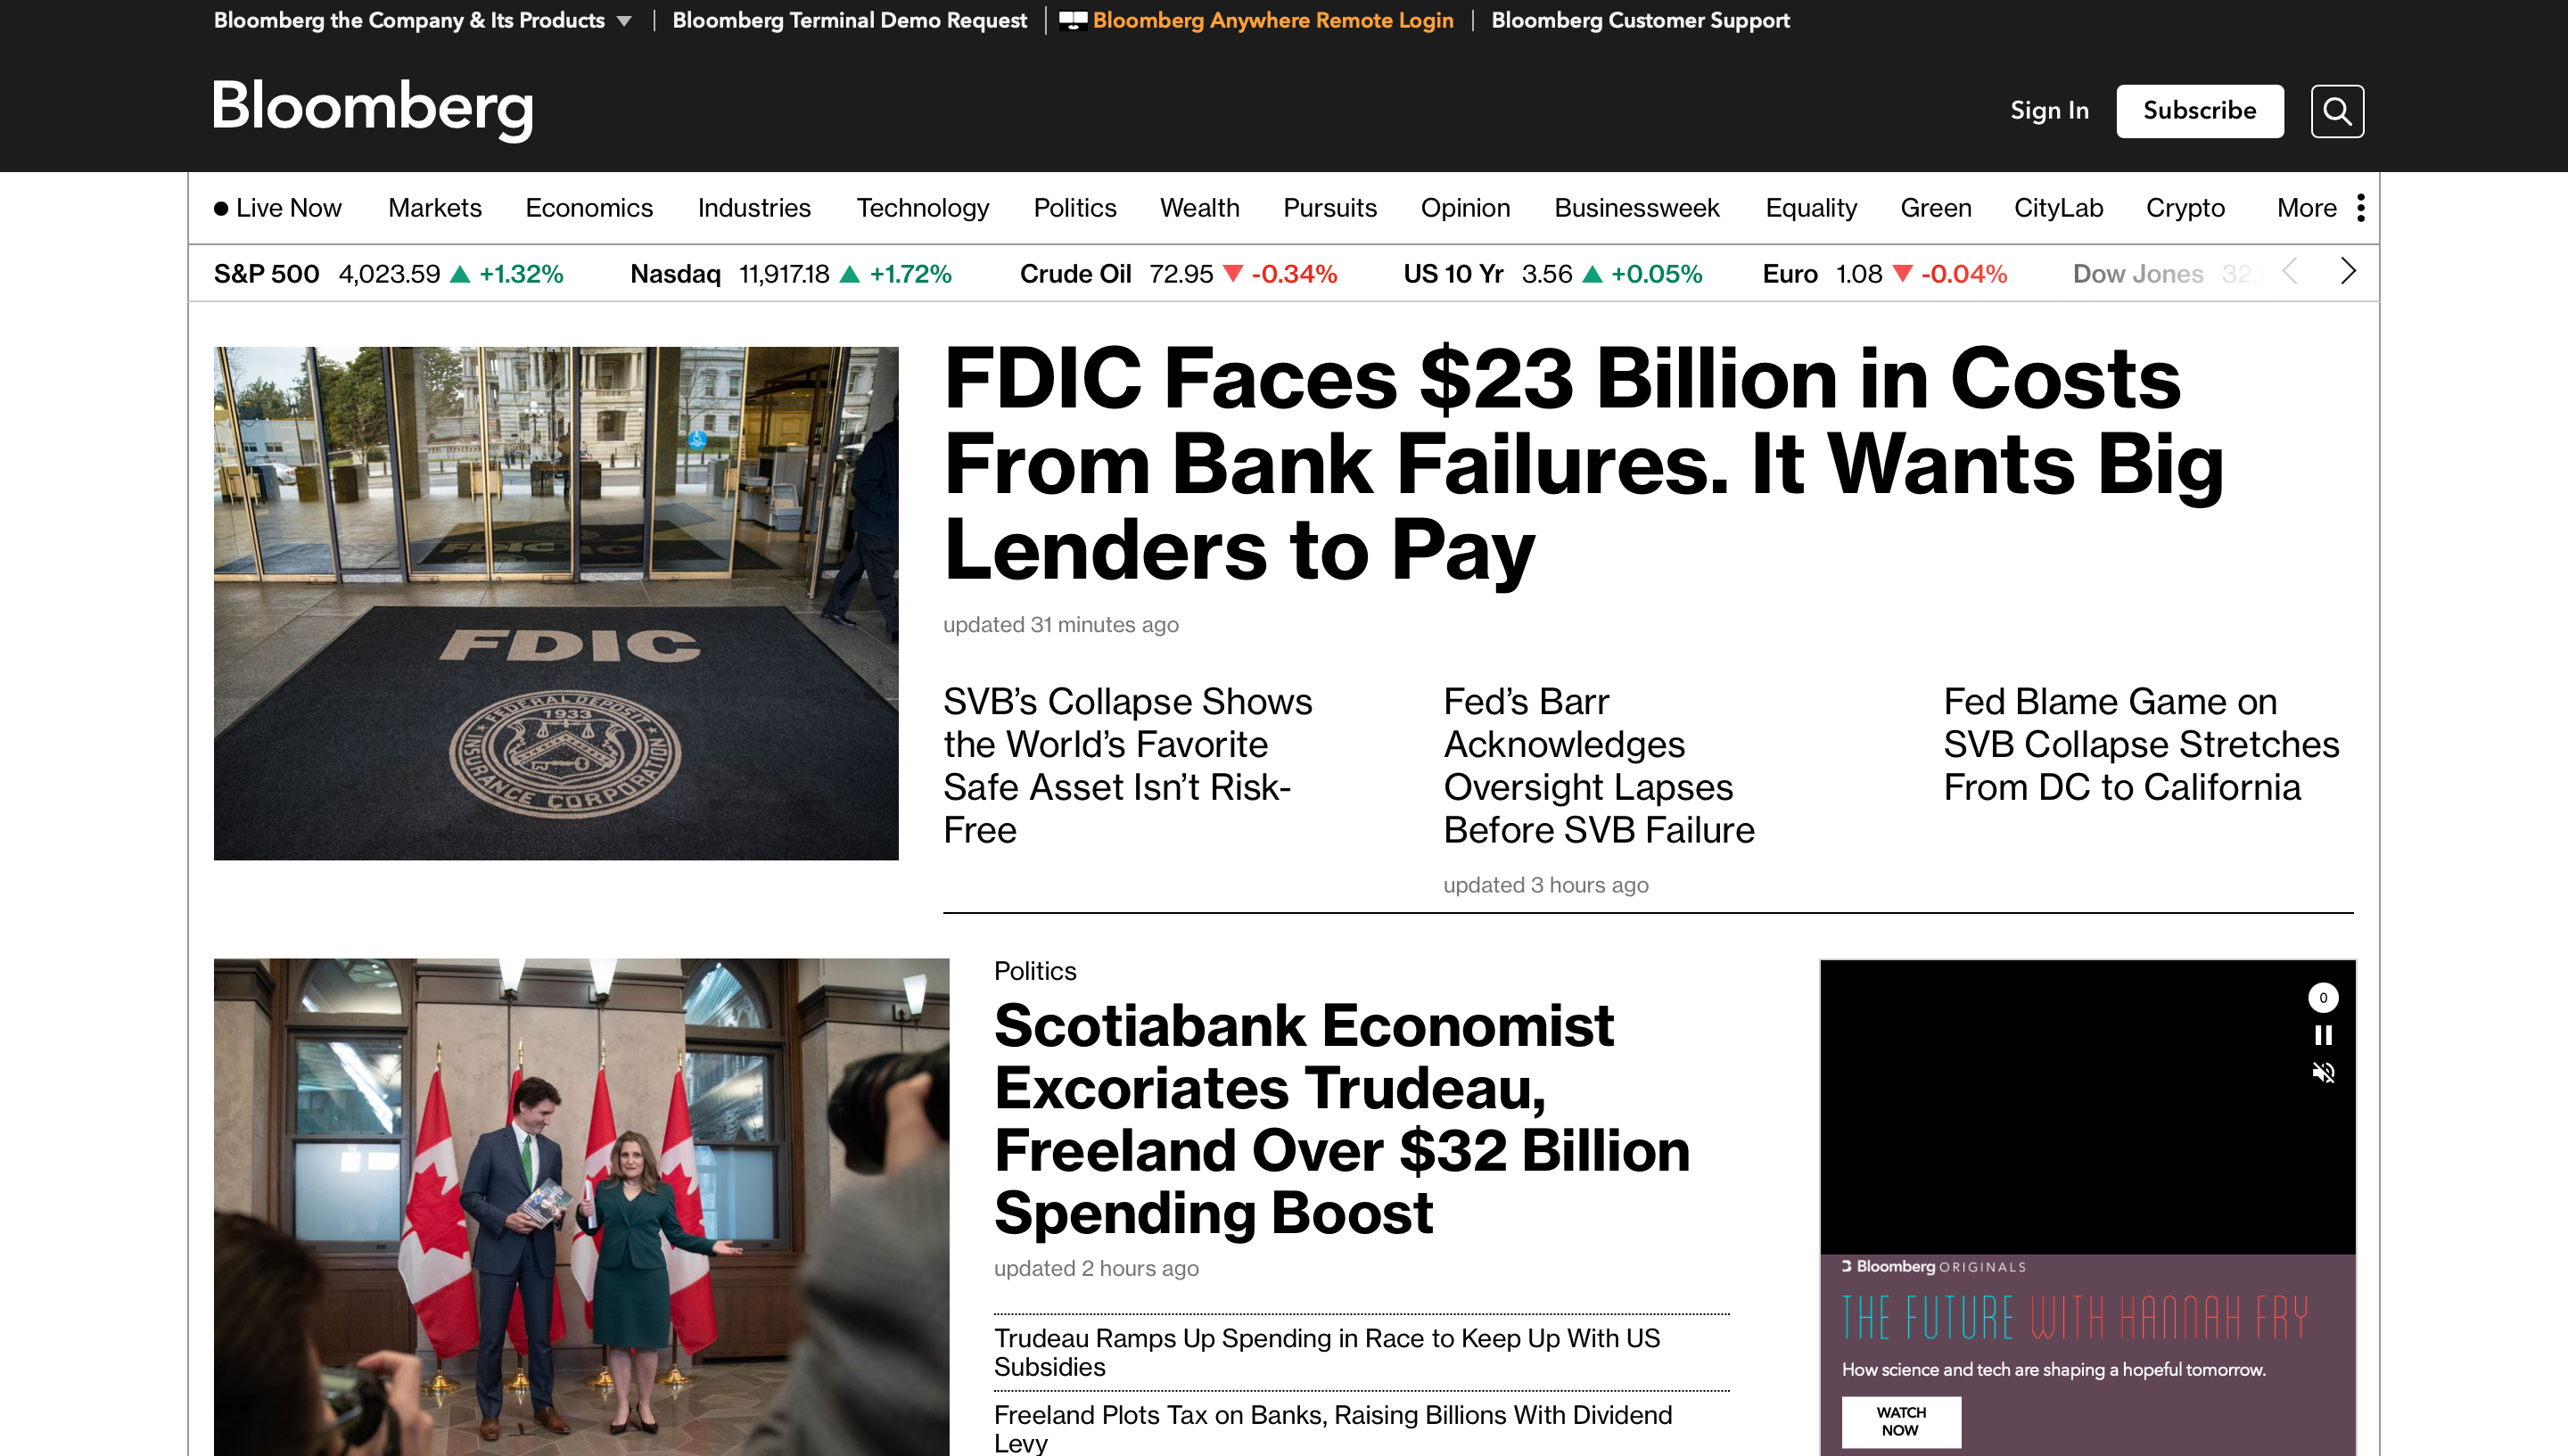 Bloomberg the Company & Its Products
Bloomberg Terminal Demo Request
Bloomberg Anywhere Remote Login
Bloomberg Customer Support
Bloomberg
Sign In
Subscribe
Live Now
Markets
Economics
Industries
Technology
Politics
Wealth
Pursuits
Opinion
Businessweek
Equality
Green
CityLab
Crypto
More
S&P 500 4,023.59 +1.32%
Nasdaq 11,917.18 +1.72%
Crude Oil 72.95 -0.34%
US 10 Yr 3.56 +0.05%
Euro 1.08 -0.04%
Dow Jones
FDIC
FEDERAL DEPOSIT
1933
INSURANCE CORPORATION
FDIC Faces $23 Billion in Costs
From Bank Failures. It Wants Big
Lenders to Pay
updated 31 minutes ago
SVB’s Collapse Shows
the World’s Favorite
Safe Asset Isn’t Risk-
Free
Fed’s Barr
Acknowledges
Oversight Lapses
Before SVB Failure
updated 3 hours ago
Fed Blame Game on
SVB Collapse Stretches
From DC to California
Politics
Scotiabank Economist
Excoriates Trudeau,
Freeland Over $32 Billion
Spending Boost
updated 2 hours ago
Trudeau Ramps Up Spending in Race to Keep Up With US
Subsidies
Freeland Plots Tax on Banks, Raising Billions With Dividend
Levy
0
Bloomberg ORIGINALS
THE FUTURE WITH HANNAH FRY
How science and tech are shaping a hopeful tomorrow.
WATCH
NOW